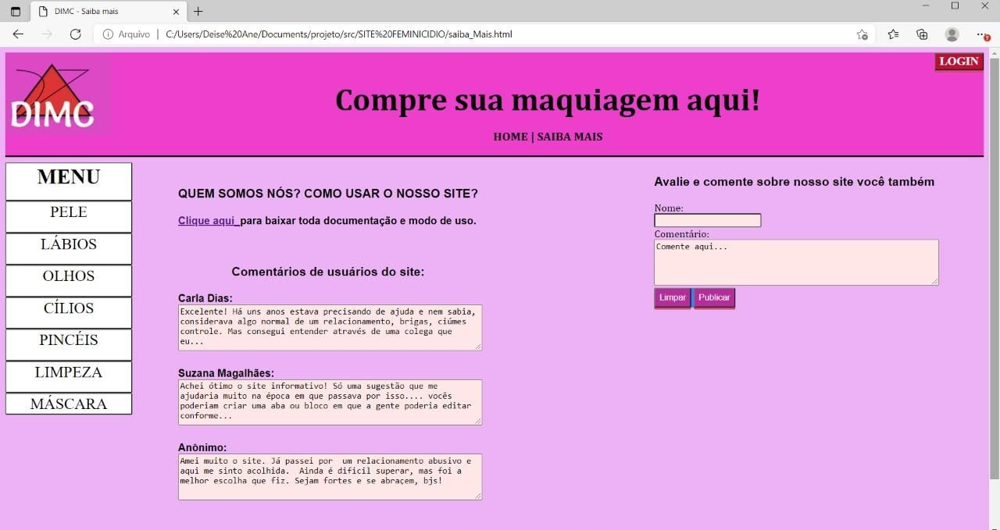 DIMC - Saiba mais
Arquivo | C:/Users/Deise%20Ane/Documents/projeto/src/SITE%20FEMINICIDIO/saiba_Mais.html
LOGIN
DIMC
Compre sua maquiagem aqui!
HOME | SAIBA MAIS
MENU
PELE
LÁBIOS
OLHOS
CÍLIOS
PINCÉIS
LIMPEZA
MÁSCARA
QUEM SOMOS NÓS? COMO USAR O NOSSO SITE?
Clique aqui para baixar toda documentação e modo de uso.
Comentários de usuários do site:
Carla Dias:
Excelente! Há uns anos estava precisando de ajuda e nem sabia,
considerava algo normal de um relacionamento, brigas, ciúmes
controle. Mas consegui entender através de uma colega que
eu...
Suzana Magalhães:
Achei ótimo o site informativo! Só uma sugestão que me
ajudaria muito na época em que passava por isso.... vocês
poderiam criar uma aba ou bloco em que a gente poderia editar
conforme...
Anônimo:
Amei muito o site. Já passei por  um relacionamento abusivo e
aqui me sinto acolhida.  Ainda é dificil superar, mas foi a
melhor escolha que fiz. Sejam fortes e se abraçem, bjs!
Avalie e comente sobre nosso site você também
Nome:
Comentário:
Comente aqui...
Limpar
Publicar